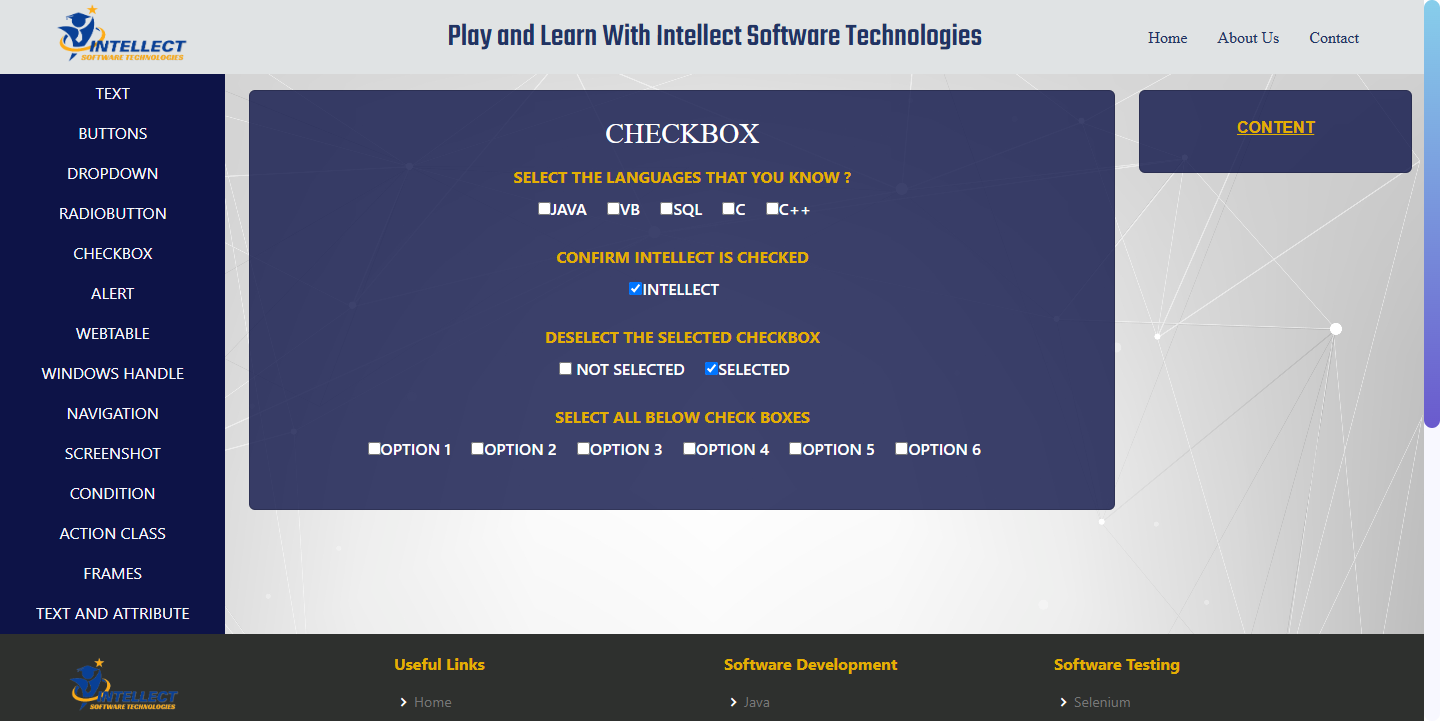 INTELLECT
SOFTWARE TECHNOLOGIES
Play and Learn With Intellect Software Technologies
Home About Us Contact
TEXT
BUTTONS
DROPDOWN
RADIOBUTTON
CHECKBOX
ALERT
WEBTABLE
WINDOWS HANDLE
NAVIGATION
SCREENSHOT
CONDITION
ACTION CLASS
FRAMES
TEXT AND ATTRIBUTE
CHECKBOX
SELECT THE LANGUAGES THAT YOU KNOW ?
JAVA VB SQL C C++
CONFIRM INTELLECT IS CHECKED
INTELLECT
DESELECT THE SELECTED CHECKBOX
NOT SELECTED SELECTED
SELECT ALL BELOW CHECK BOXES
OPTION 1 OPTION 2 OPTION 3 OPTION 4 OPTION 5 OPTION 6
CONTENT
INTELLECT
SOFTWARE TECHNOLOGIES
Useful Links
Home
Software Development
Java
Software Testing
Selenium